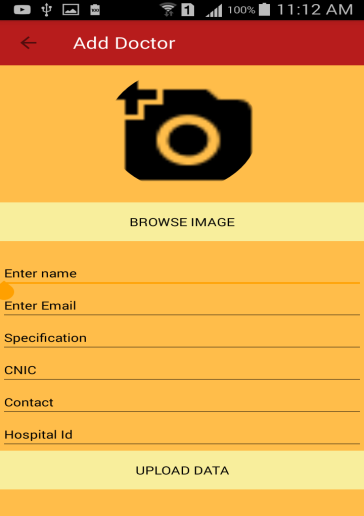 1 100% 11:12 AM
Add Doctor
BROWSE IMAGE
Enter name
Enter Email
Specification
CNIC
Contact
Hospital Id
UPLOAD DATA